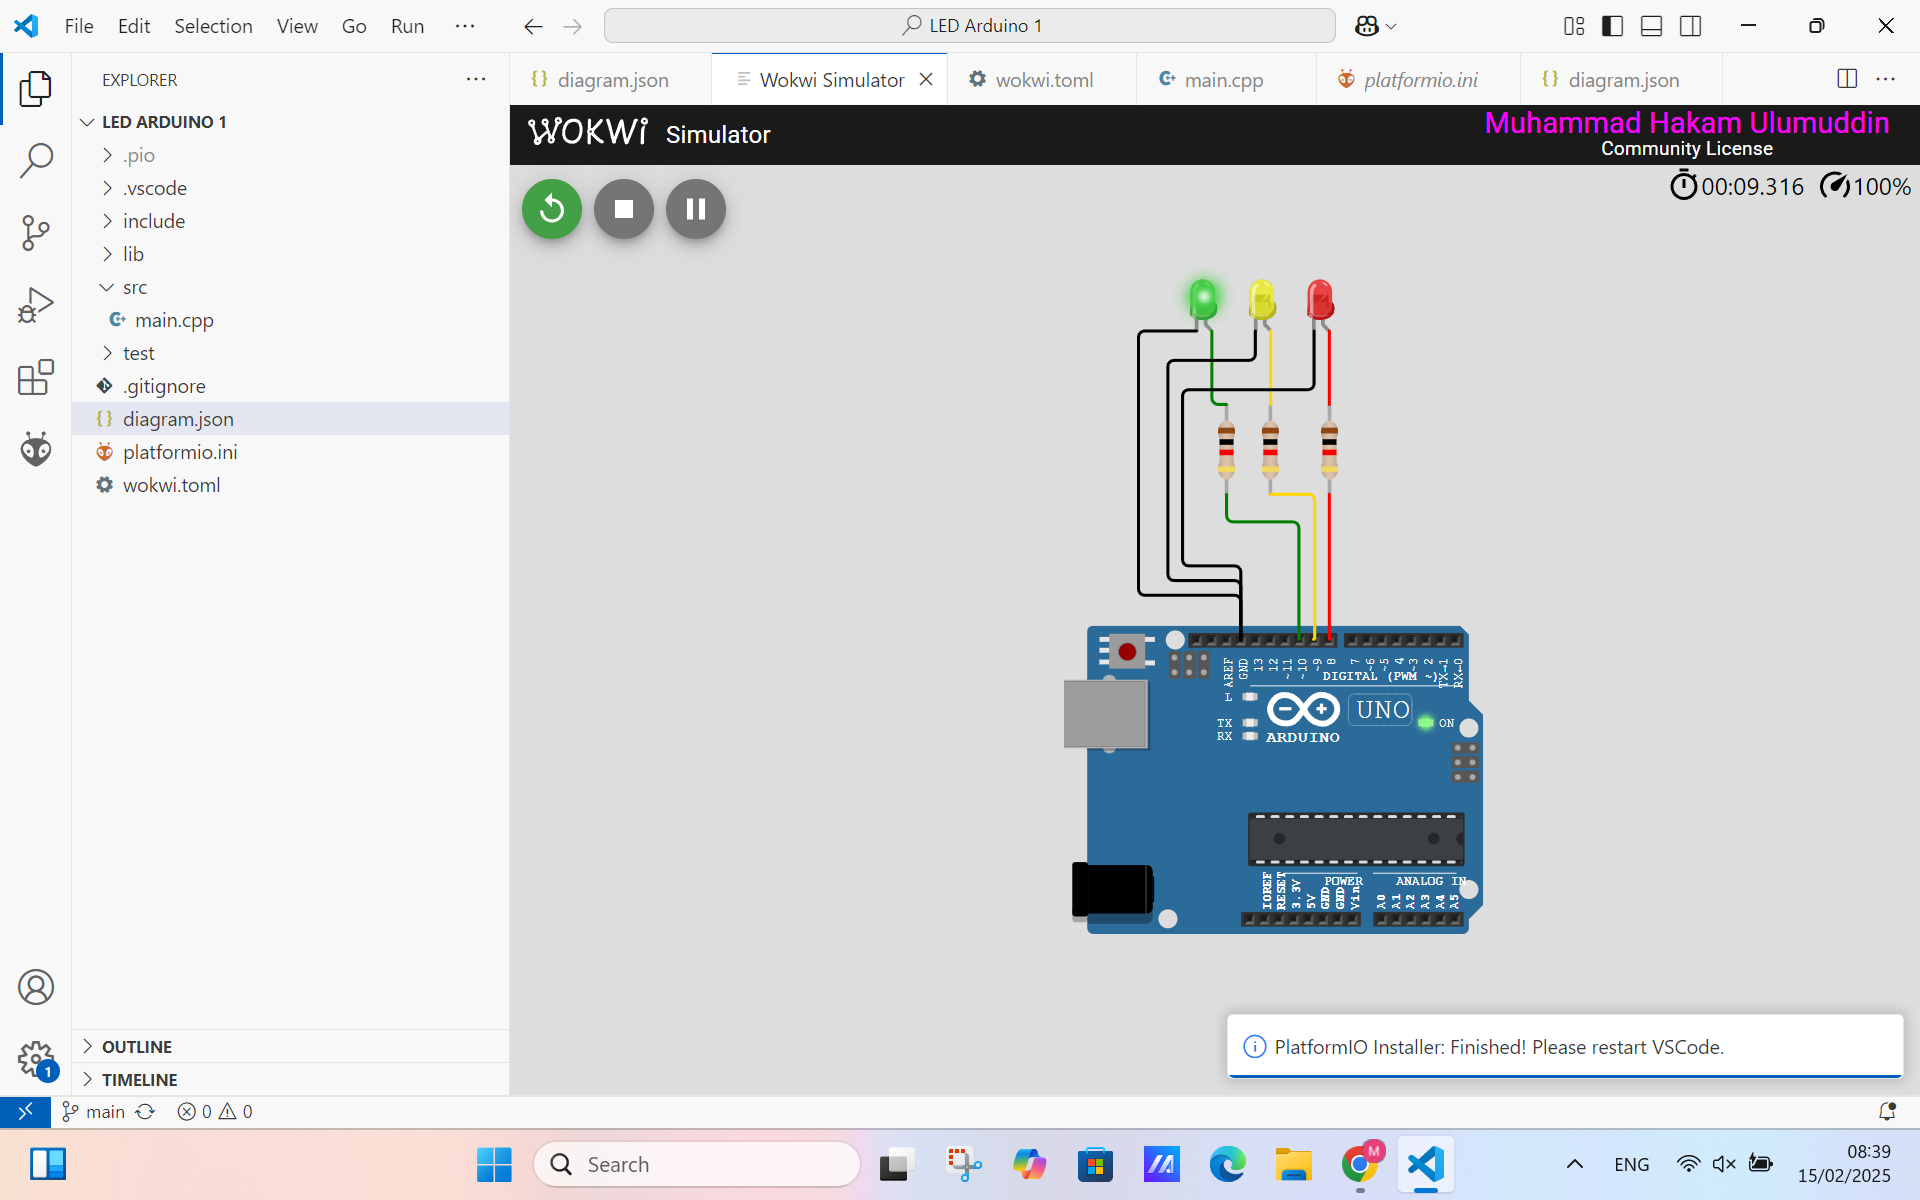 File Edit Selection View Go Run ···
LED Arduino 1
EXPLORER
LED ARDUINO 1
.pio
.vscode
include
lib
src
main.cpp
test
.gitignore
diagram.json
platformio.ini
wokwi.toml
OUTLINE
TIMELINE
diagram.json
Wokwi Simulator
wokwi.toml
main.cpp
platformio.ini
diagram.json
WOKWi Simulator
Muhammad Hakam Ulumuddin
Community License
00:09.316 100%
AREF GND 13 12 ~11 ~10 ~9 8 7 ~6 ~5 4 ~3 2 TX→1 RX←0
DIGITAL (PWM ~)
L
TX
RX
UNO
ON
ARDUINO
POWER ANALOG IN
IOREF RESET 3.3V 5V GND GND Vin A0 A1 A2 A3 A4 A5
PlatformIO Installer: Finished! Please restart VSCode.
1
main 0 0
Search
M
ENG
08:39
15/02/2025